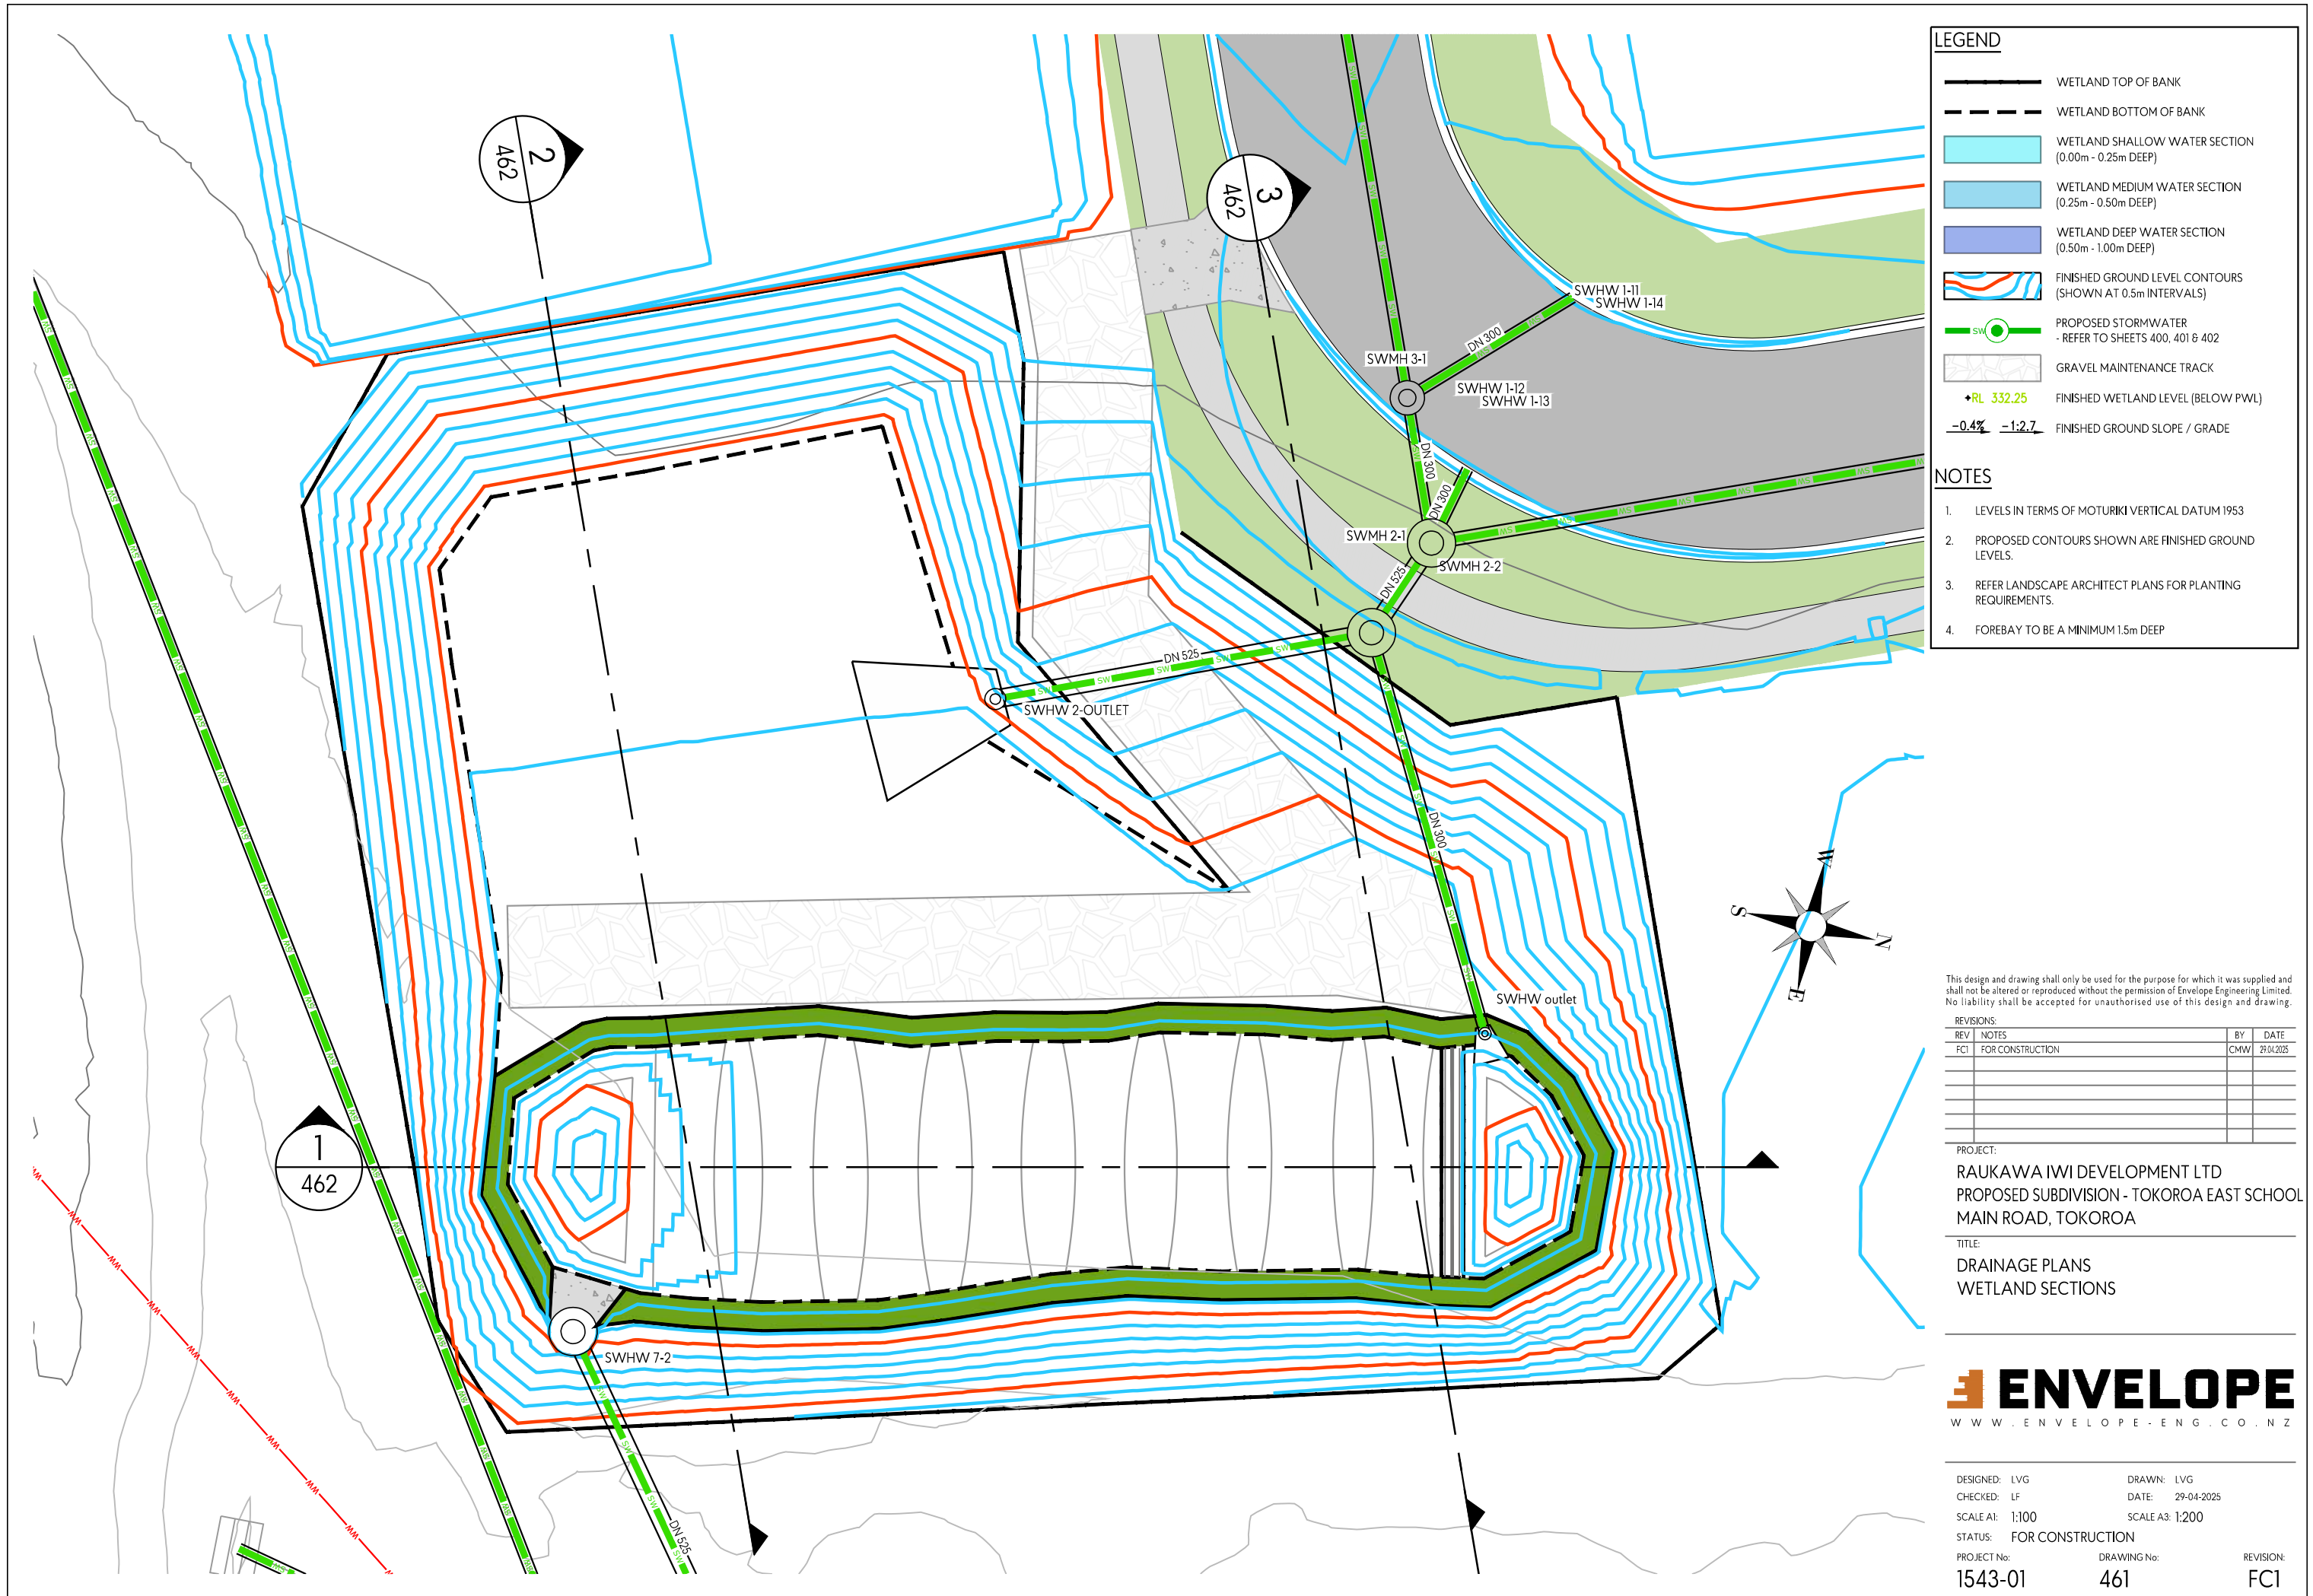 2
462
3
462
SW
SWHW 1-11
SWHW 1-14
DN 300
SWMH 3-1
SWHW 1-12
SWHW 1-13
DN 300
DN 300
SWMH 2-1
SWMH 2-2
DN 525
DN 525
SWHW 2-OUTLET
DN 300
SWHW outlet
1
462
SWHW 7-2
DN 525
WW
W
S
N
E
LEGEND
WETLAND TOP OF BANK
WETLAND BOTTOM OF BANK
WETLAND SHALLOW WATER SECTION
(0.00m - 0.25m DEEP)
WETLAND MEDIUM WATER SECTION
(0.25m - 0.50m DEEP)
WETLAND DEEP WATER SECTION
(0.50m - 1.00m DEEP)
FINISHED GROUND LEVEL CONTOURS
(SHOWN AT 0.5m INTERVALS)
SW
PROPOSED STORMWATER
- REFER TO SHEETS 400, 401 & 402
GRAVEL MAINTENANCE TRACK
RL 332.25 FINISHED WETLAND LEVEL (BELOW PWL)
-0.4% -1:2.7 FINISHED GROUND SLOPE / GRADE
NOTES
1. LEVELS IN TERMS OF MOTURIKI VERTICAL DATUM 1953
2. PROPOSED CONTOURS SHOWN ARE FINISHED GROUND
LEVELS.
3. REFER LANDSCAPE ARCHITECT PLANS FOR PLANTING
REQUIREMENTS.
4. FOREBAY TO BE A MINIMUM 1.5m DEEP
This design and drawing shall only be used for the purpose for which it was supplied and
shall not be altered or reproduced without the permission of Envelope Engineering Limited.
No liability shall be accepted for unauthorised use of this design and drawing.
REVISIONS:
REV NOTES BY DATE
FC1 FOR CONSTRUCTION CMW 29.04.2025
PROJECT:
RAUKAWA IWI DEVELOPMENT LTD
PROPOSED SUBDIVISION - TOKOROA EAST SCHOOL
MAIN ROAD, TOKOROA
TITLE:
DRAINAGE PLANS
WETLAND SECTIONS
ENVELOPE
WWW.ENVELOPE-ENG.CO.NZ
DESIGNED: LVG DRAWN: LVG
CHECKED: LF DATE: 29-04-2025
SCALE A1: 1:100 SCALE A3: 1:200
STATUS: FOR CONSTRUCTION
PROJECT No: DRAWING No: REVISION:
1543-01 461 FC1